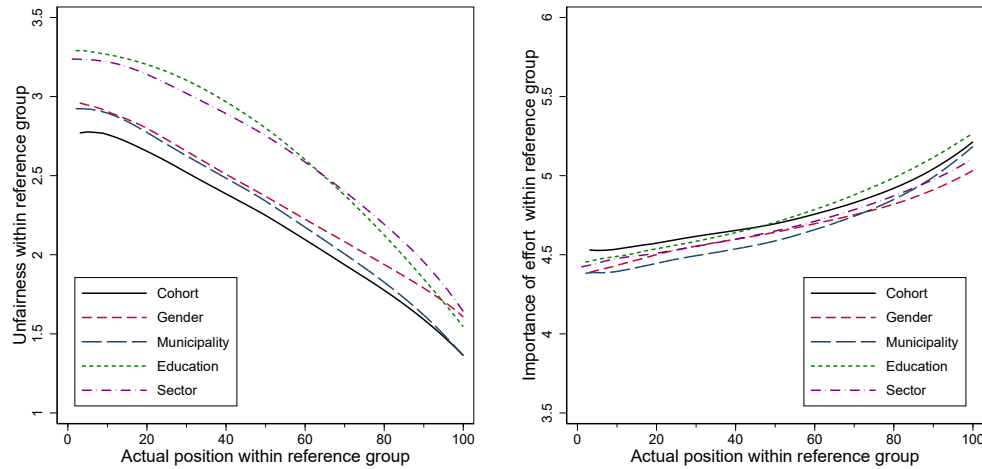 Unfairness within reference group
3.5
3
2.5
2
1.5
1
Cohort
Gender
Municipality
Education
Sector
0 20 40 60 80 100
Actual position within reference group
Importance of effort within reference group
6
5.5
5
4.5
4
3.5
Cohort
Gender
Municipality
Education
Sector
0 20 40 60 80 100
Actual position within reference group